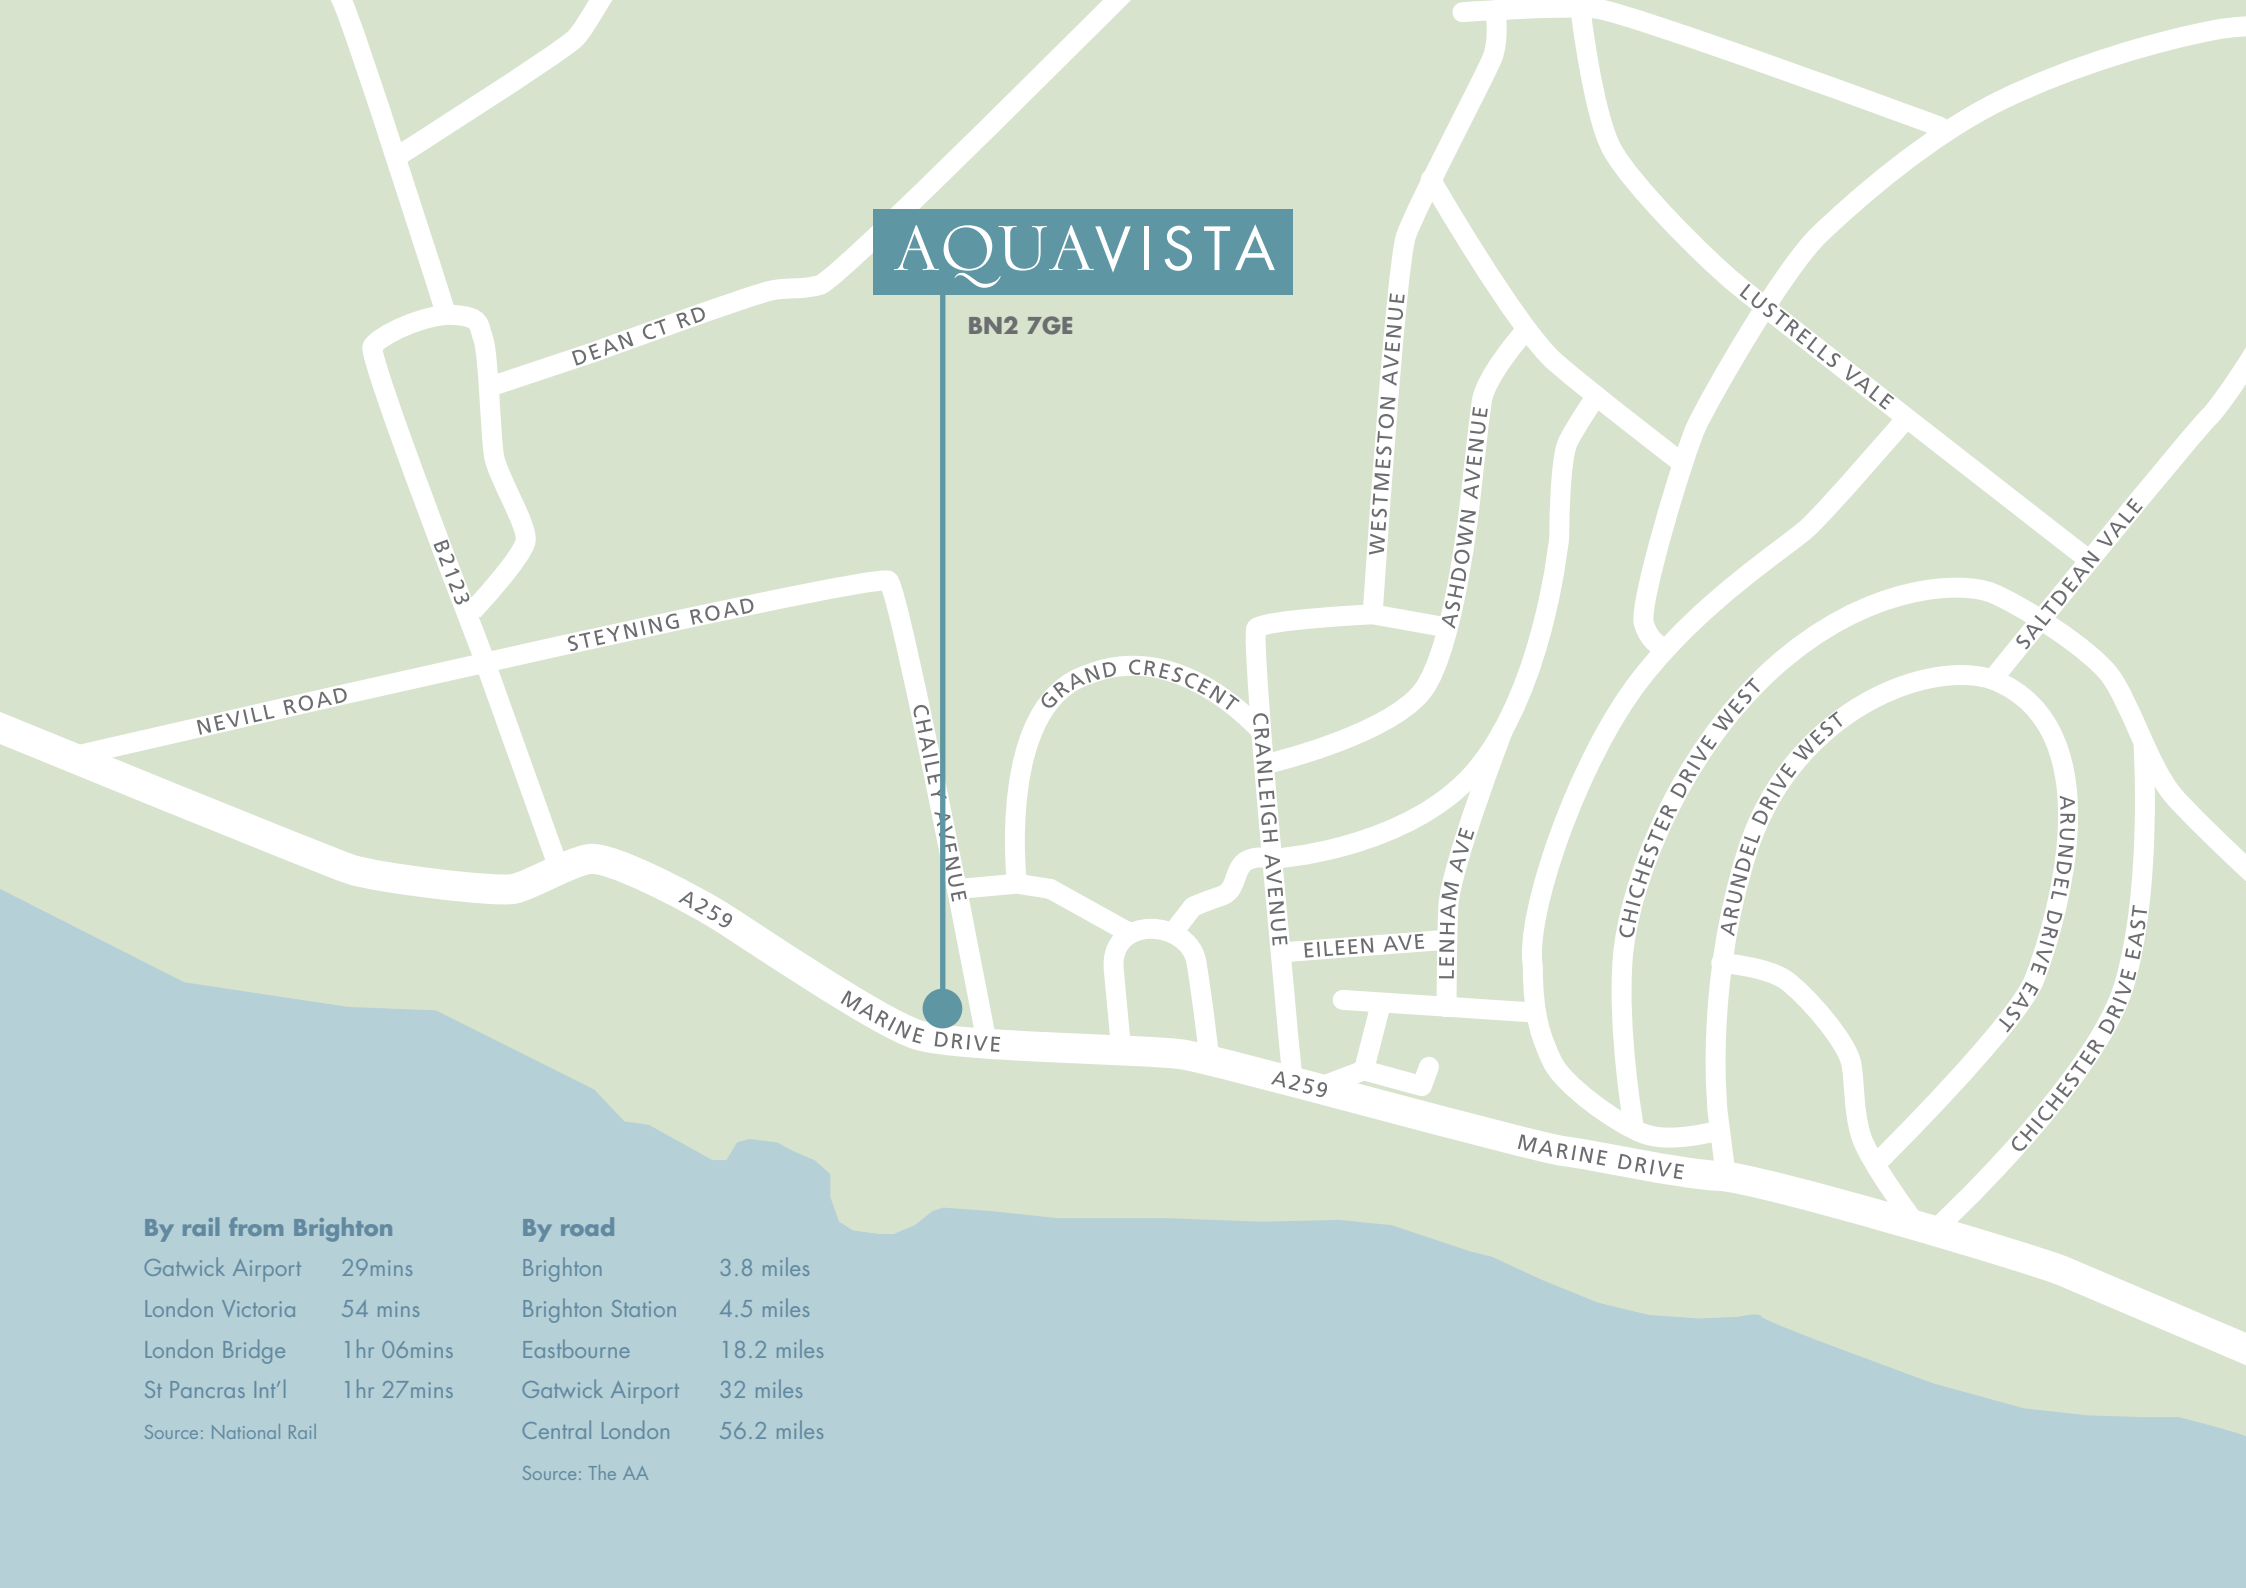 AQUAVISTA
BN2 7GE
LUSTRELLS VALE
DEAN CT RD
WESTMESTON AVENUE
ASHDOWN AVENUE
B2123
SALTDEAN VALE
STEYNING ROAD
NEVILL ROAD
GRAND CRESCENT
CHAILEY AVENUE
CRANLEIGH AVENUE
CHICHESTER DRIVE WEST
ARUNDEL DRIVE WEST
ARUNDEL DRIVE EAST
LENHAM AVE
A259
EILEEN AVE
CHICHESTER DRIVE EAST
MARINE DRIVE
A259
MARINE DRIVE
By rail from Brighton
Gatwick Airport 29mins
London Victoria 54 mins
London Bridge 1hr 06mins
St Pancras Int'l 1hr 27mins
Source: National Rail
By road
Brighton 3.8 miles
Brighton Station 4.5 miles
Eastbourne 18.2 miles
Gatwick Airport 32 miles
Central London 56.2 miles
Source: The AA